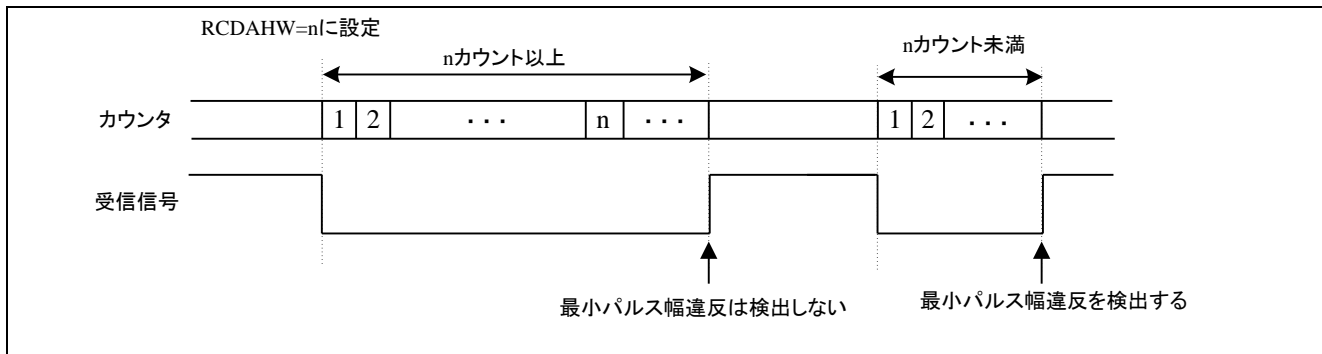 RCDAHW=nに設定
nカウント以上
nカウント未満
カウンタ
1 2 ・・・ n ・・・ 1 2 ・・・
受信信号
最小パルス幅違反は検出しない
最小パルス幅違反を検出する